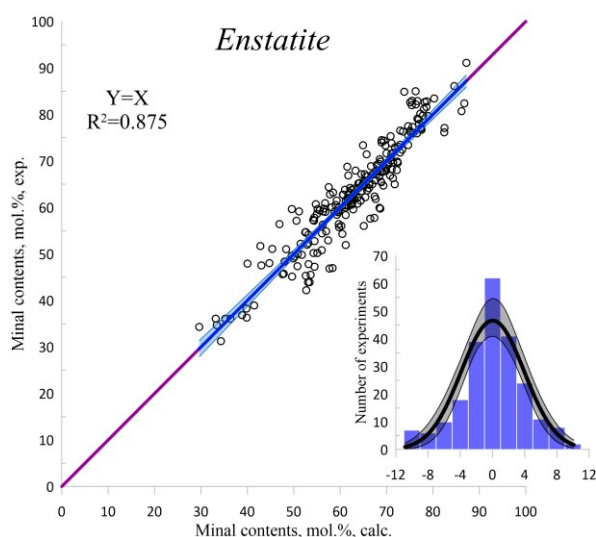 Enstatite
Y=X
R²=0.875
Minal contents, mol.%, exp.
100
90
80
70
60
50
40
30
20
10
0
0 10 20 30 40 50 60 70 80 90 100
Minal contents, mol.%, calc.
Number of experiments
70
60
50
40
30
20
10
0
-12 -8 -4 0 4 8 12